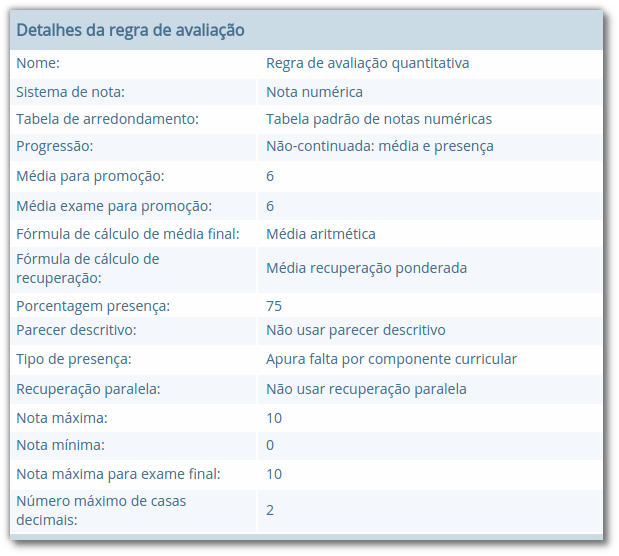 Detalhes da regra de avaliação
Nome: Regra de avaliação quantitativa
Sistema de nota: Nota numérica
Tabela de arredondamento: Tabela padrão de notas numéricas
Progressão: Não-continuada: média e presença
Média para promoção: 6
Média exame para promoção: 6
Fórmula de cálculo de média final: Média aritmética
Fórmula de cálculo de
recuperação: Média recuperação ponderada
Porcentagem presença: 75
Parecer descritivo: Não usar parecer descritivo
Tipo de presença: Apura falta por componente curricular
Recuperação paralela: Não usar recuperação paralela
Nota máxima: 10
Nota mínima: 0
Nota máxima para exame final: 10
Número máximo de casas
decimais: 2